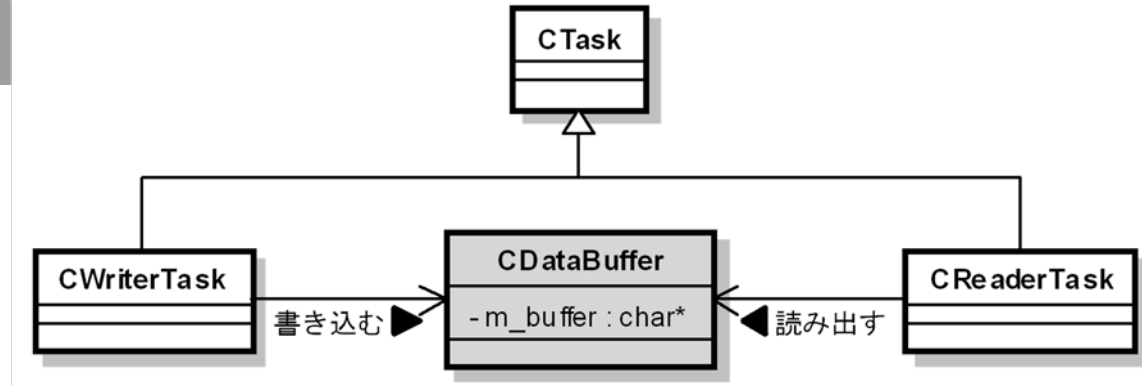 CTask
CWriterTask
CDataBuffer
- m_buffer : char*
CReaderTask
書き込む ▶
◀ 読み出す